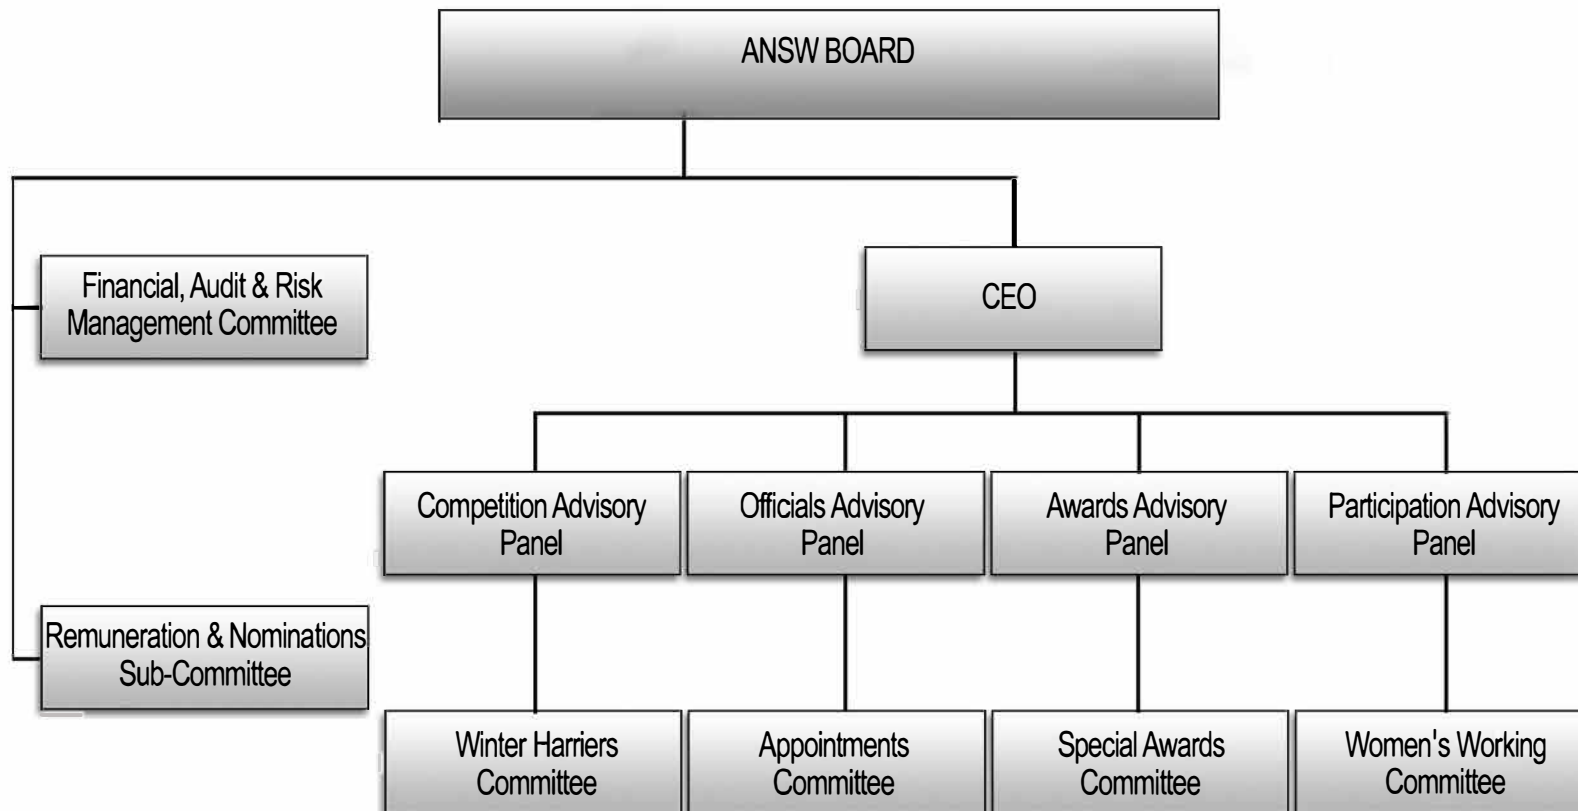 ANSW BOARD
Financial, Audit & Risk
Management Committee
CEO
Competition Advisory
Panel
Officials Advisory
Panel
Awards Advisory
Panel
Participation Advisory
Panel
Remuneration & Nominations
Sub-Committee
Winter Harriers
Committee
Appointments
Committee
Special Awards
Committee
Women's Working
Committee